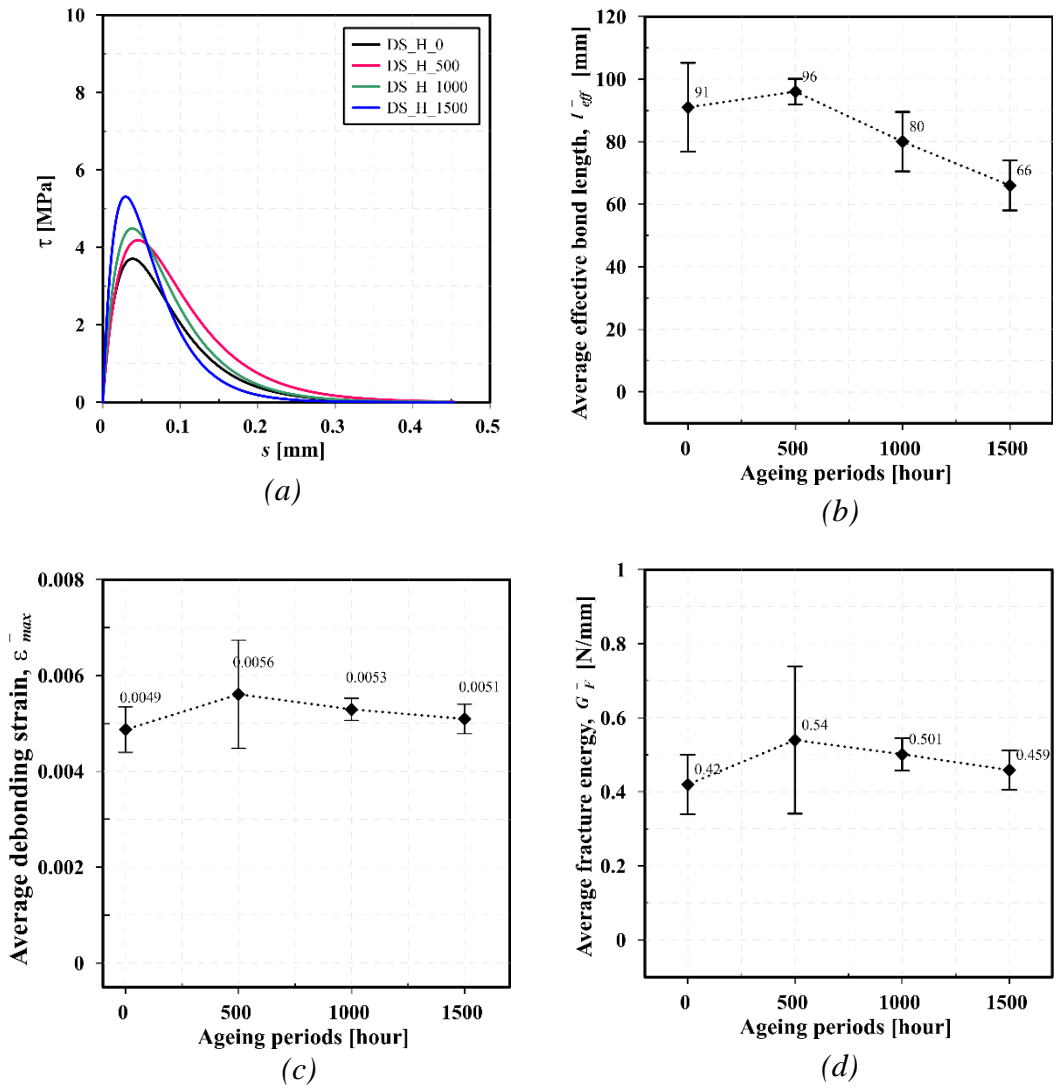 10
8
6
4
2
0
τ [MPa]
DS_H_0
DS_H_500
DS_H_1000
DS_H_1500
0 0.1 0.2 0.3 0.4 0.5
s [mm]
(a)
120
100
80
60
40
20
0
Average effective bond length, l̄eff [mm]
91
96
80
66
0 500 1000 1500
Ageing periods [hour]
(b)
0.008
0.006
0.004
0.002
0
Average debonding strain, ε̄max
0.0049
0.0056
0.0053
0.0051
0 500 1000 1500
Ageing periods [hour]
(c)
1
0.8
0.6
0.4
0.2
0
Average fracture energy, ḠF [N/mm]
0.42
0.54
0.501
0.459
0 500 1000 1500
Ageing periods [hour]
(d)